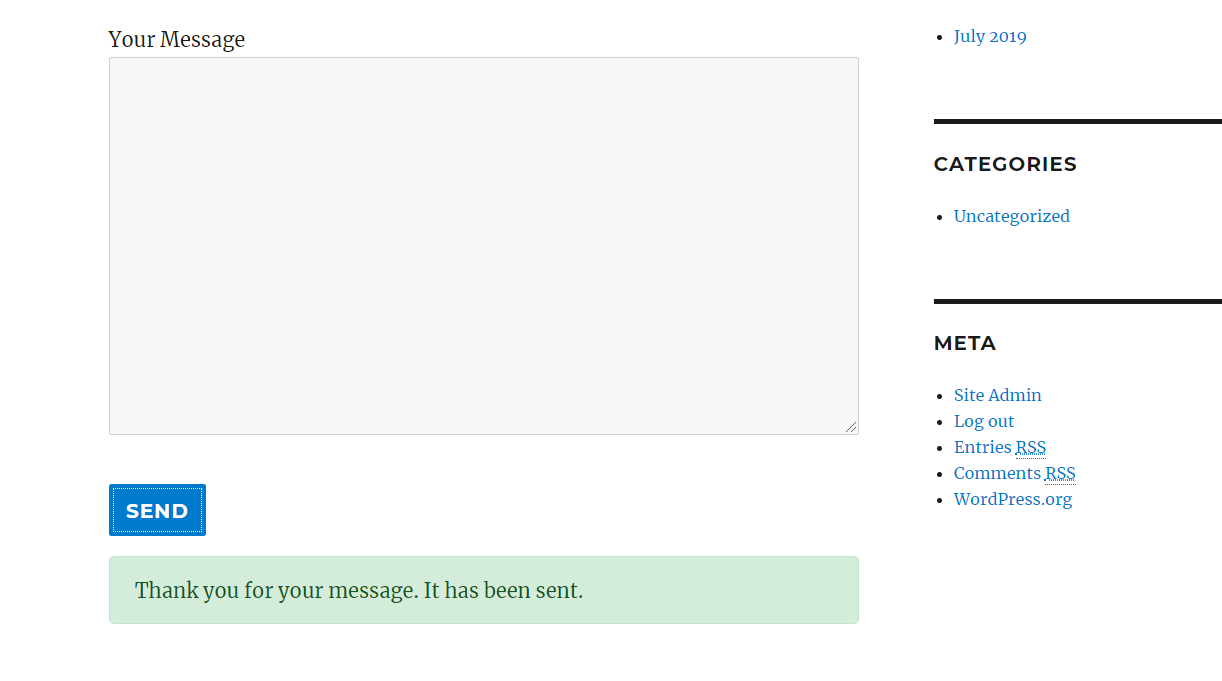 Your Message
SEND
Thank you for your message. It has been sent.
July 2019
CATEGORIES
Uncategorized
META
Site Admin
Log out
Entries RSS
Comments RSS
WordPress.org